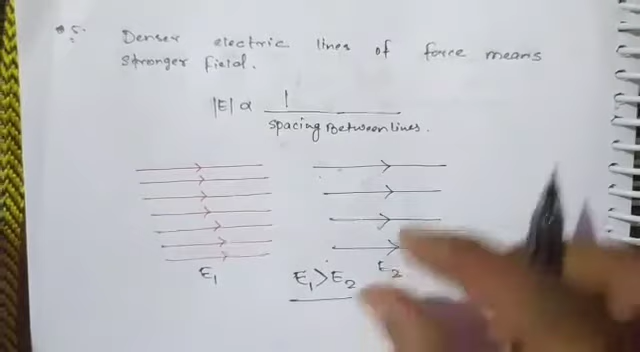 *5. Denser electric lines of force means
stronger field.
|E| ∝ 1 / spacing Between lines.
E₁ E₂
E₁>E₂